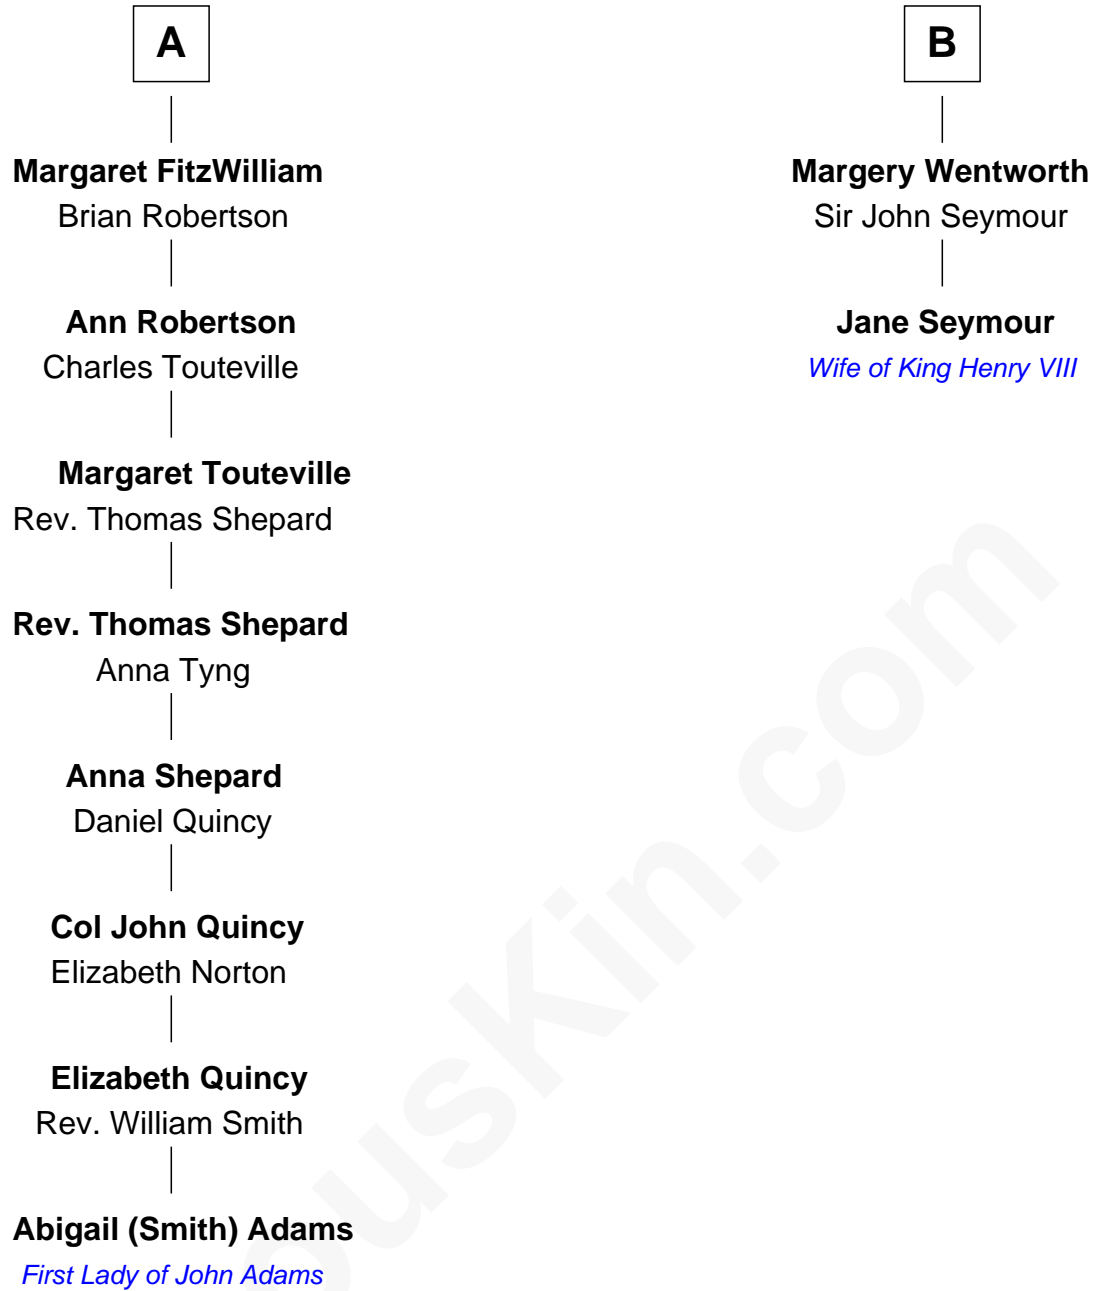 A
Margaret FitzWilliam
Brian Robertson
Ann Robertson
Charles Touteville
Margaret Touteville
Rev. Thomas Shepard
Rev. Thomas Shepard
Anna Tyng
Anna Shepard
Daniel Quincy
Col John Quincy
Elizabeth Norton
Elizabeth Quincy
Rev. William Smith
Abigail (Smith) Adams
First Lady of John Adams
B
Margery Wentworth
Sir John Seymour
Jane Seymour
Wife of King Henry VIII
ousKin.com